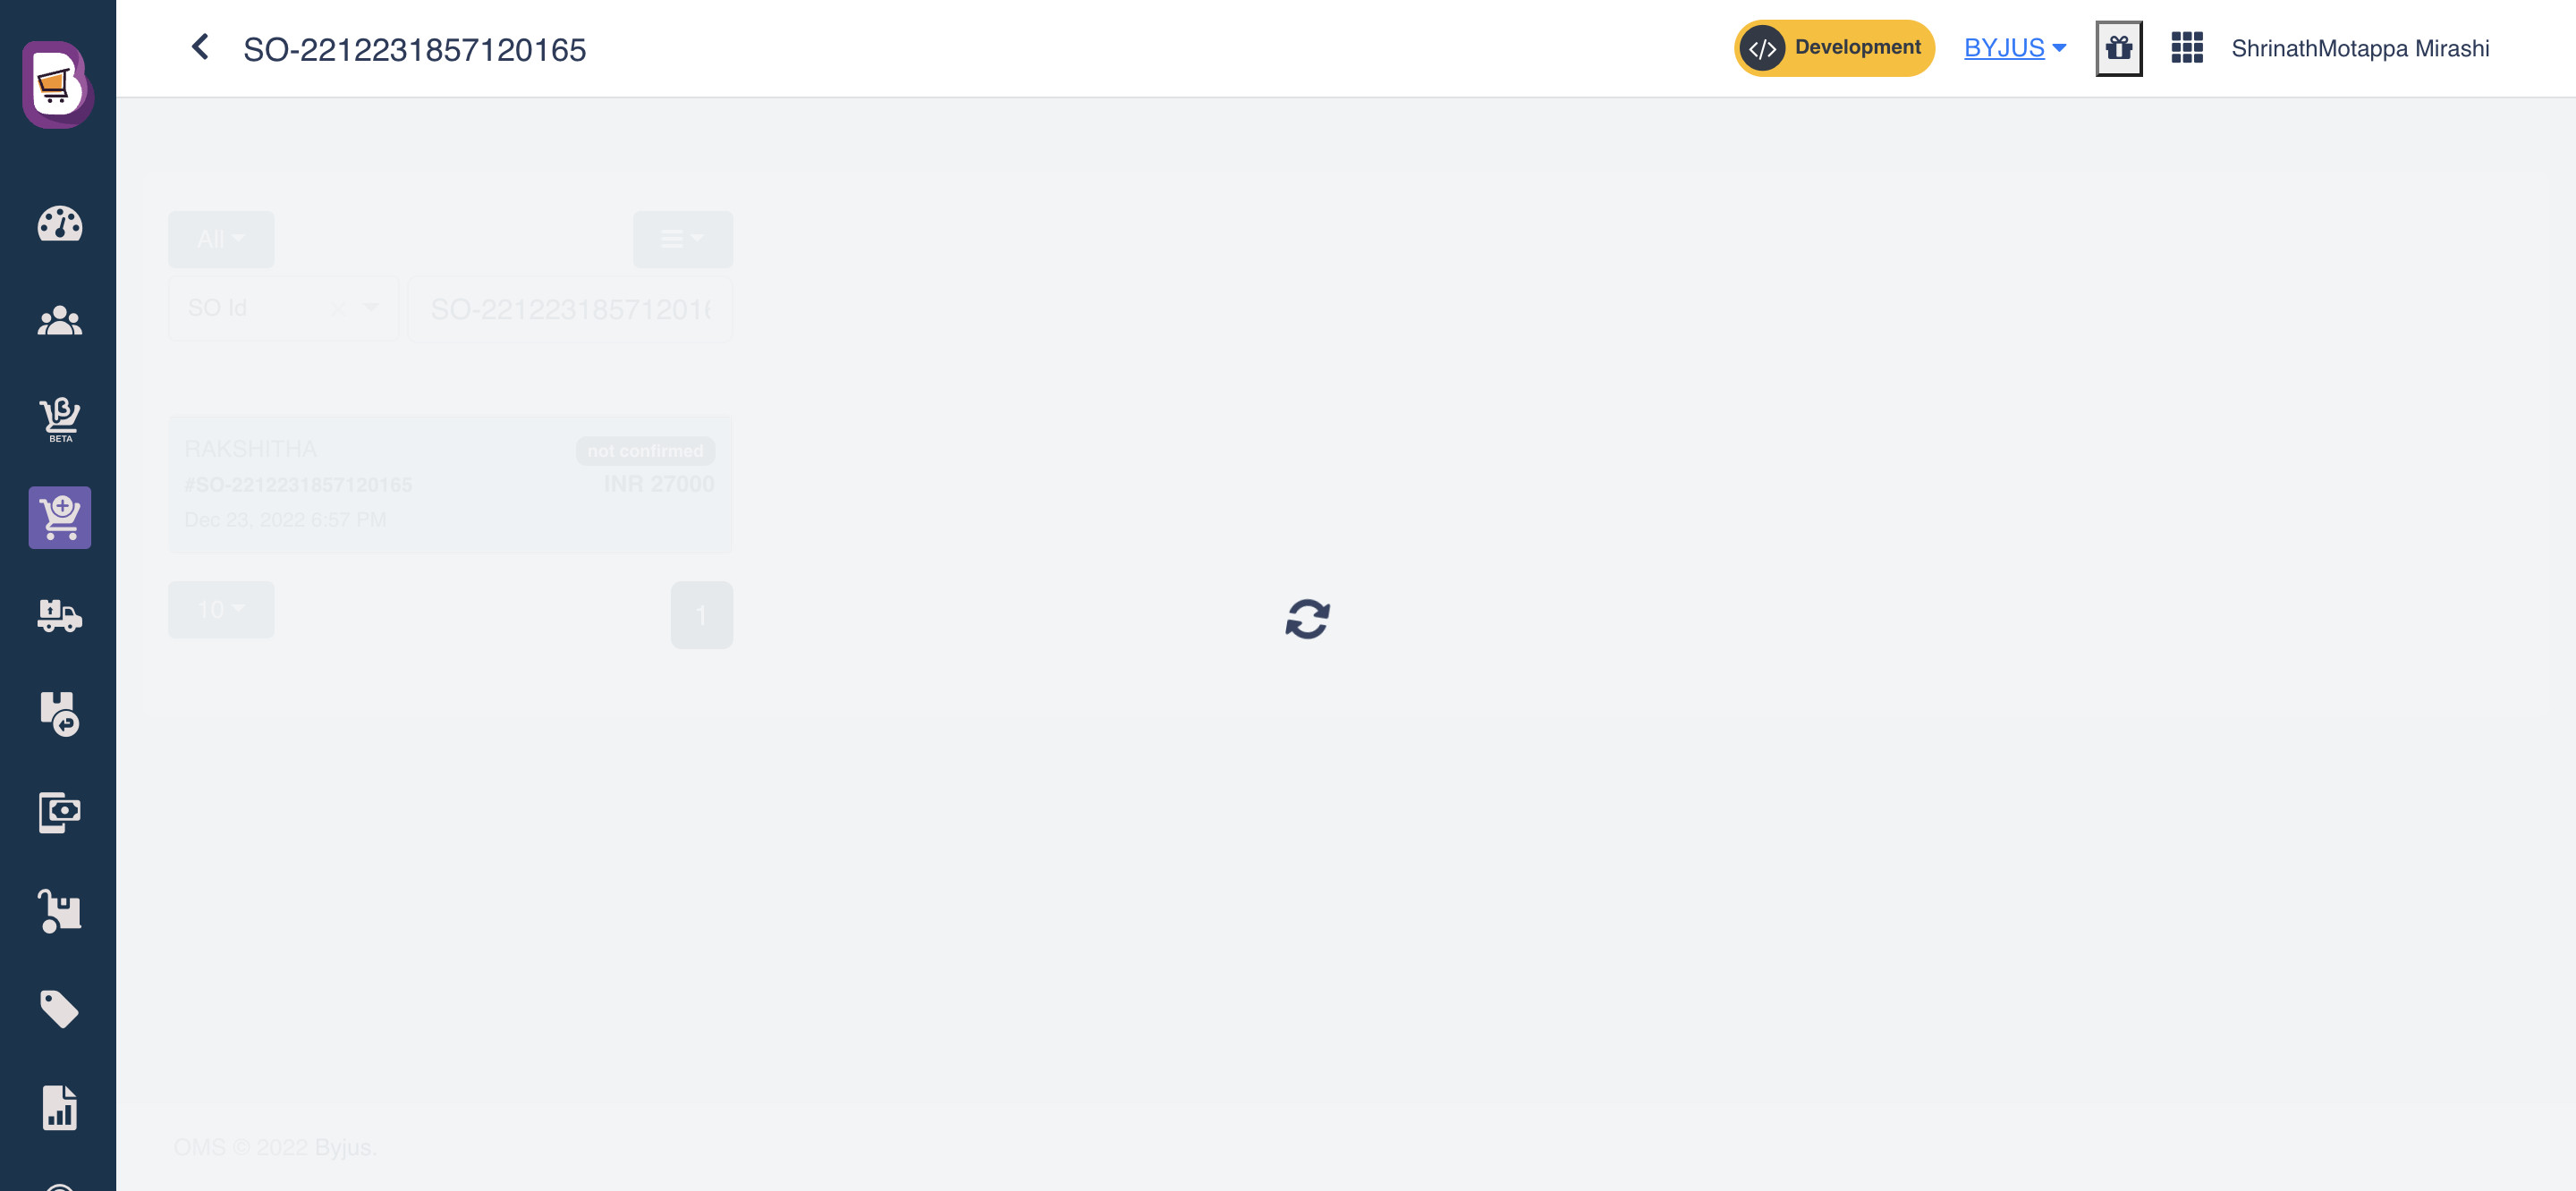 SO-2212231857120165
</> Development
BYJUS
ShrinathMotappa Mirashi
All
SO Id
SO-221223185712016
BETA
RAKSHITHA
not confirmed
#SO-2212231857120165
INR 27000
Dec 23, 2022 6:57 PM
10
1
OMS © 2022 Byjus.